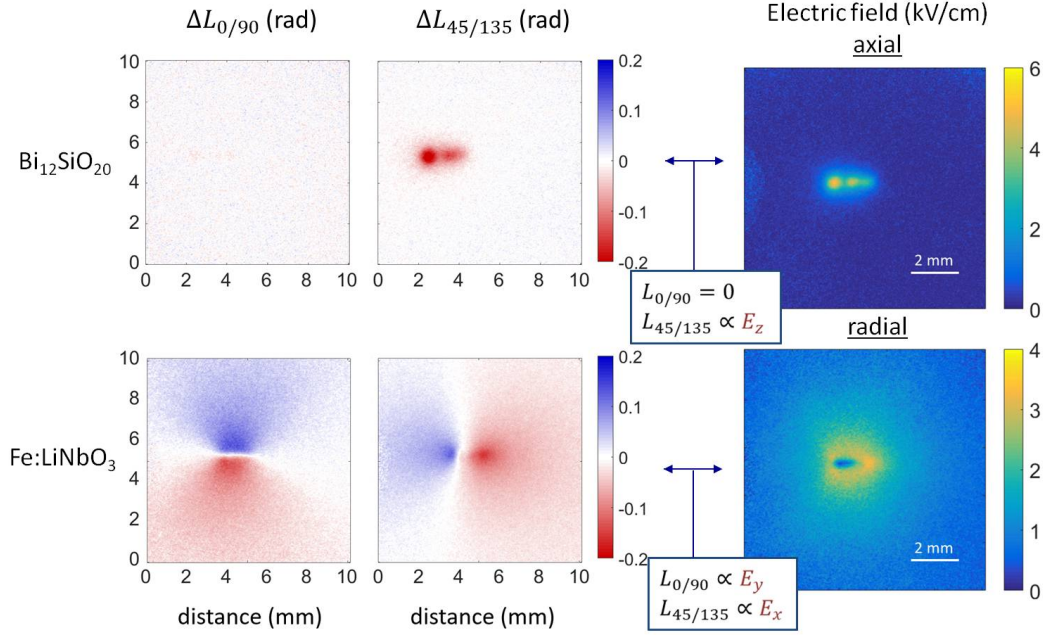 ΔL0/90 (rad)
ΔL45/135 (rad)
Electric field (kV/cm)
axial
Bi12SiO20
10
8
6
4
2
0
0 2 4 6 8 10
0 2 4 6 8 10
0.2
0.1
0
-0.1
-0.2
L0/90 = 0
L45/135 ∝ Ez
2 mm
6
4
2
0
radial
Fe:LiNbO3
10
8
6
4
2
0
0 2 4 6 8 10
0 2 4 6 8 10
distance (mm)
distance (mm)
0.2
0.1
0
-0.1
-0.2
L0/90 ∝ Ey
L45/135 ∝ Ex
2 mm
4
3
2
1
0